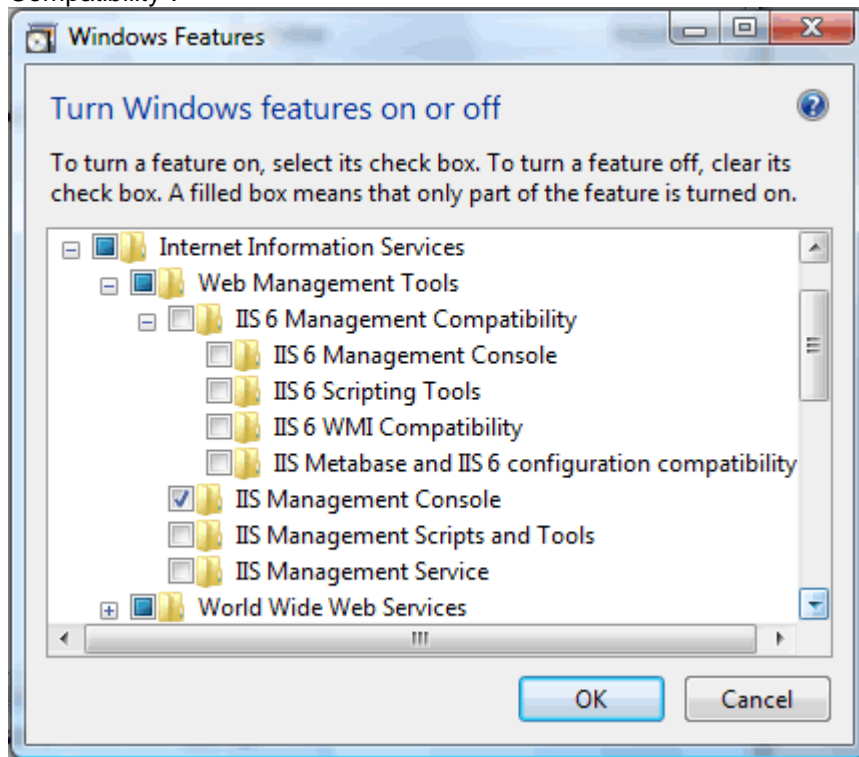 Compatibility".
Windows Features
Turn Windows features on or off
To turn a feature on, select its check box. To turn a feature off, clear its
check box. A filled box means that only part of the feature is turned on.
Internet Information Services
Web Management Tools
IIS 6 Management Compatibility
IIS 6 Management Console
IIS 6 Scripting Tools
IIS 6 WMI Compatibility
IIS Metabase and IIS 6 configuration compatibility
IIS Management Console
IIS Management Scripts and Tools
IIS Management Service
World Wide Web Services
OK Cancel